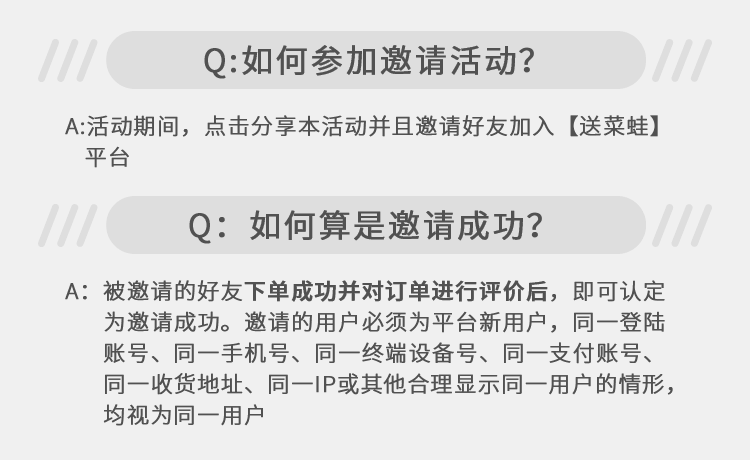 Q:如何参加邀请活动？
A:活动期间，点击分享本活动并且邀请好友加入【送菜蛙】
平台
Q：如何算是邀请成功？
A：被邀请的好友下单成功并对订单进行评价后，即可认定
为邀请成功。邀请的用户必须为平台新用户，同一登陆
账号、同一手机号、同一终端设备号、同一支付账号、
同一收货地址、同一IP或其他合理显示同一用户的情形，
均视为同一用户